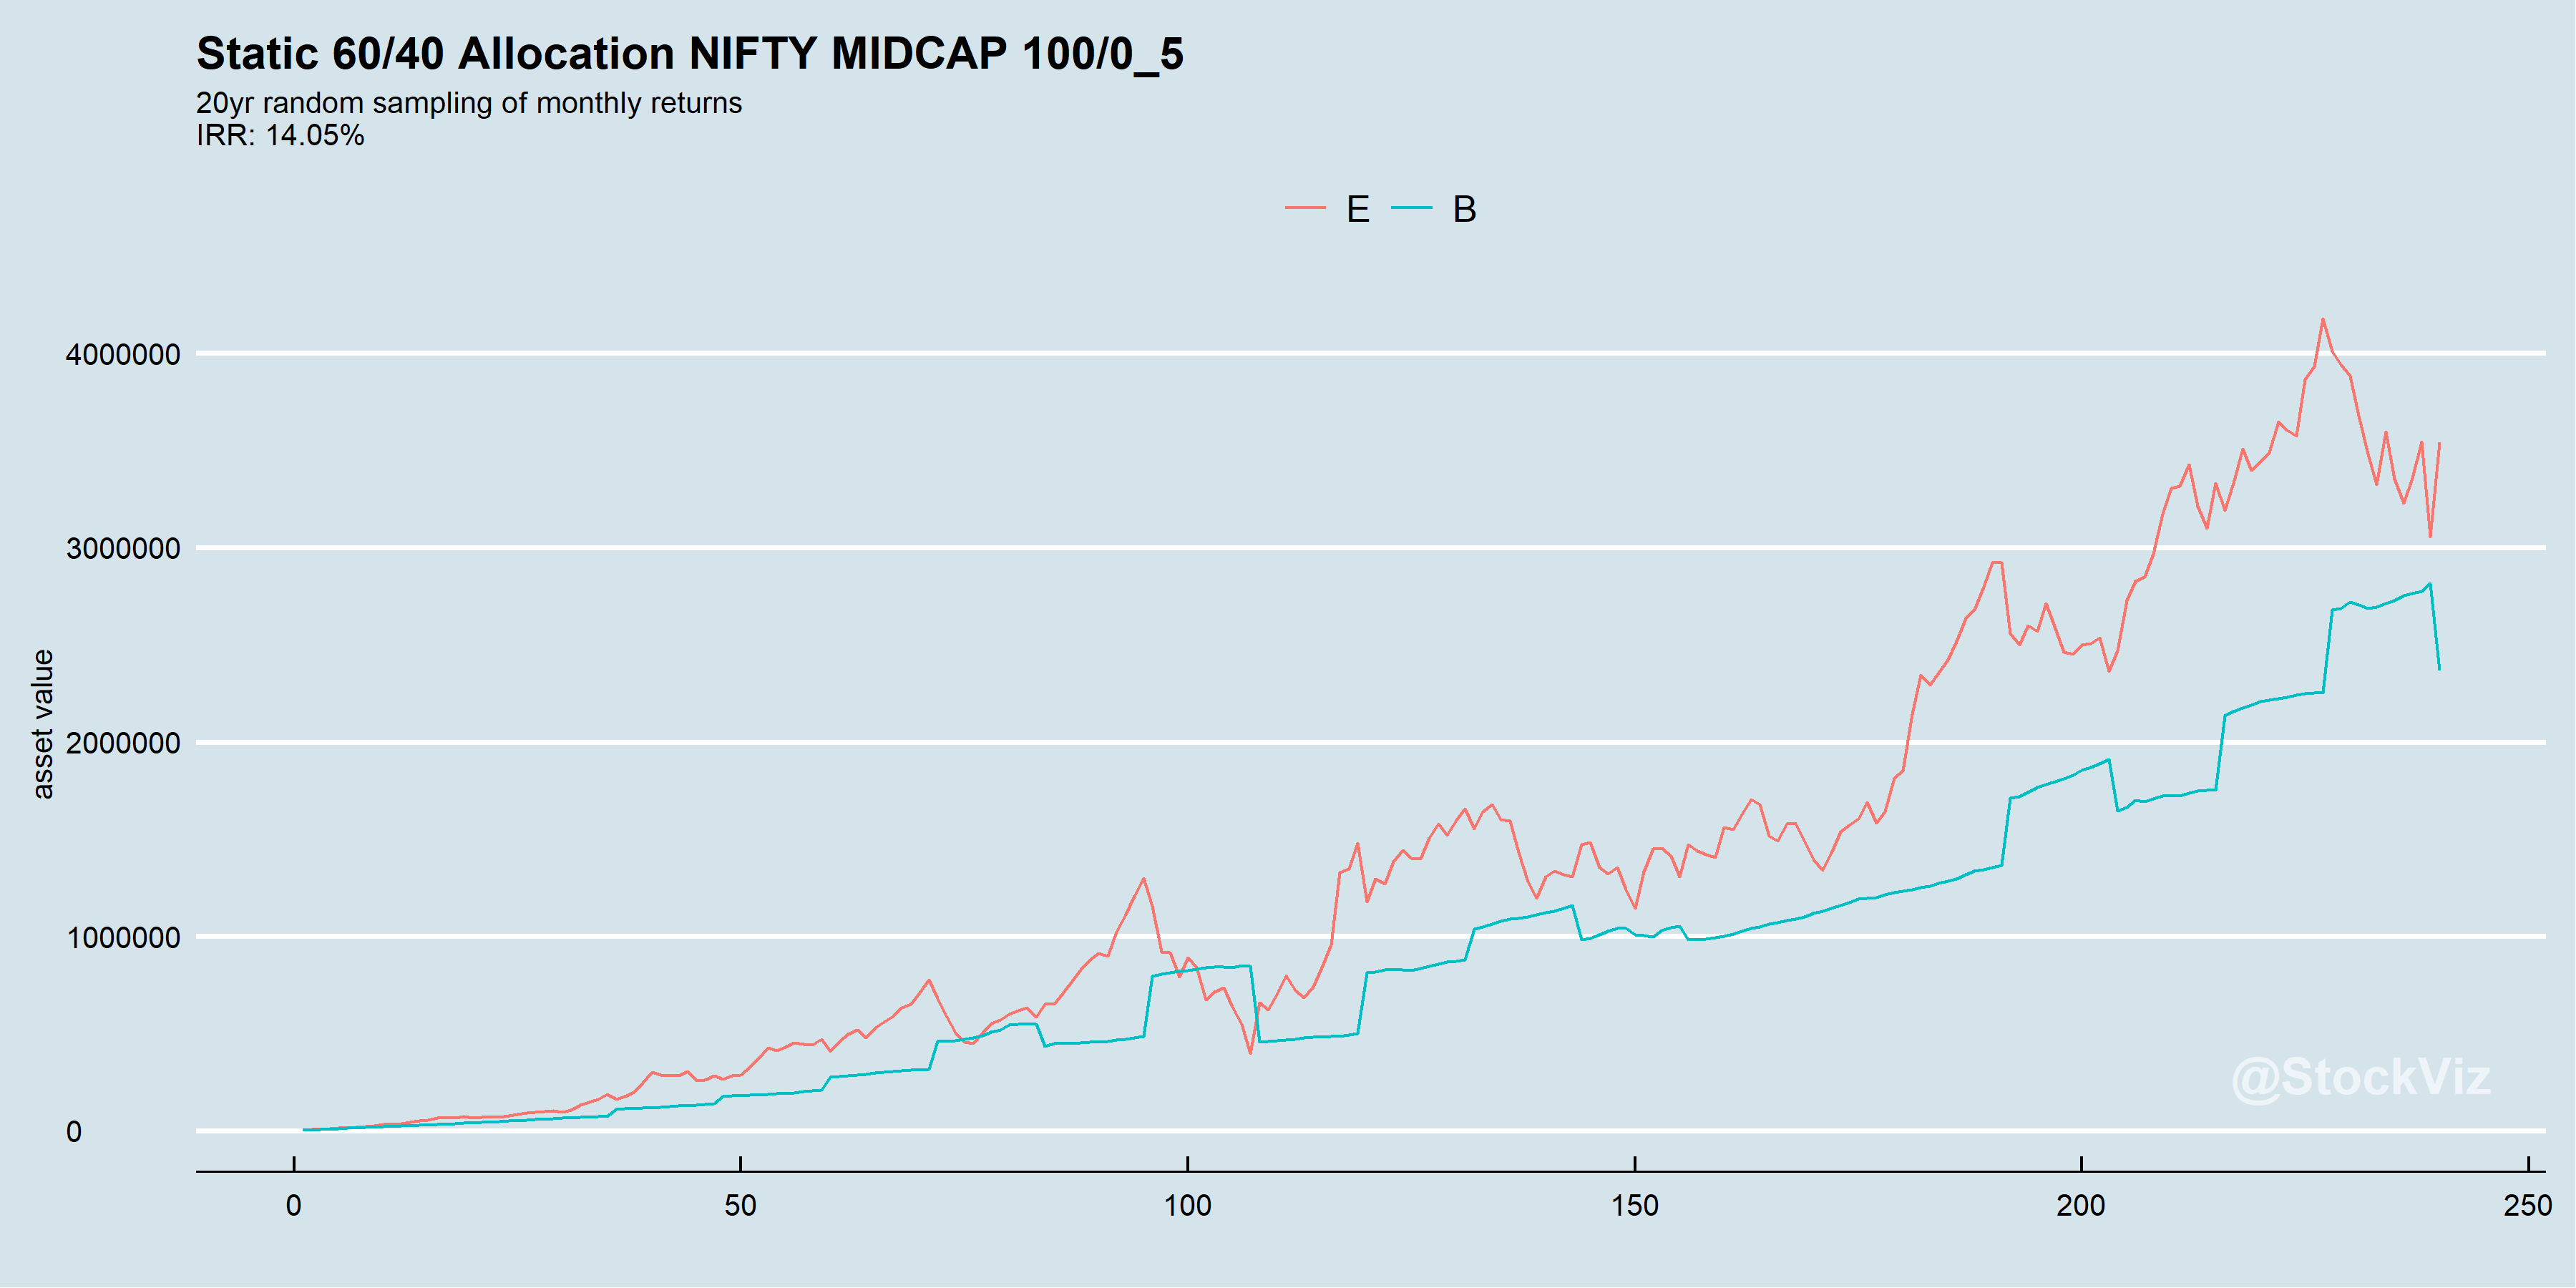 Static 60/40 Allocation NIFTY MIDCAP 100/0_5
20yr random sampling of monthly returns
IRR: 14.05%
E B
4000000
3000000
2000000
1000000
0
asset value
@StockViz
0 50 100 150 200 250